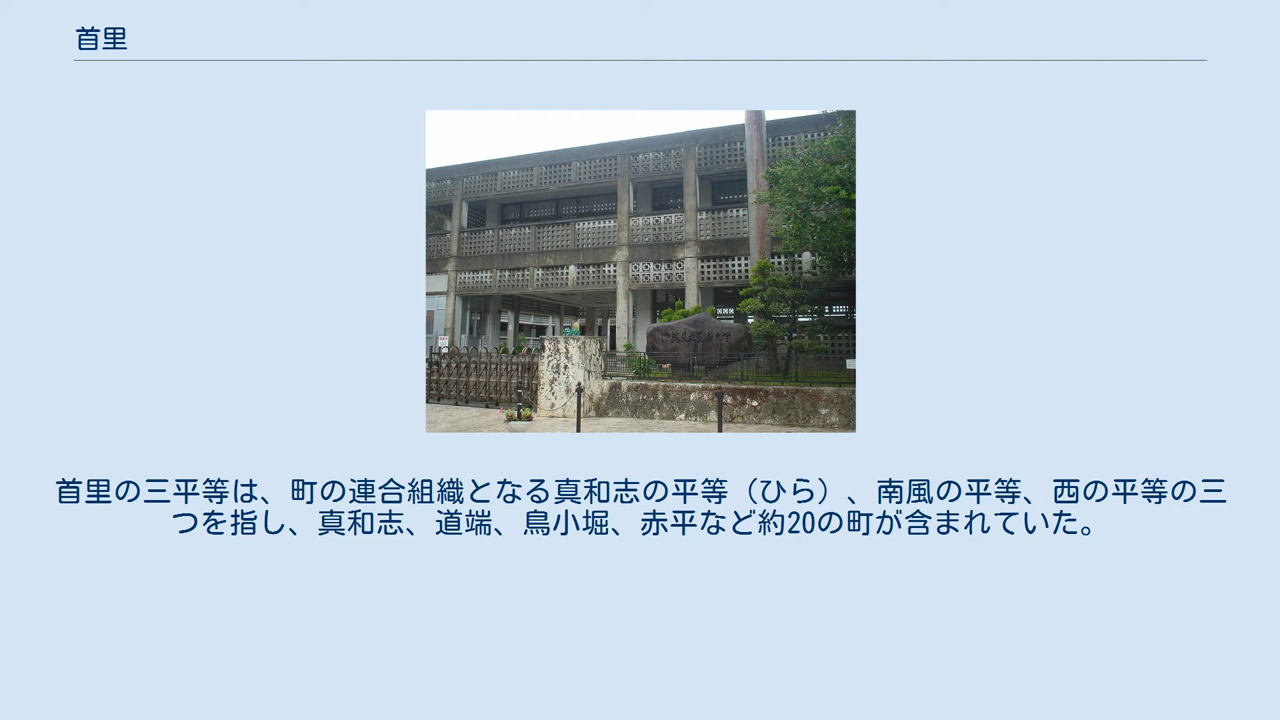 首里
首里の三平等は、町の連合組織となる真和志の平等（ひら）、南風の平等、西の平等の三
つを指し、真和志、道端、鳥小堀、赤平など約20の町が含まれていた。